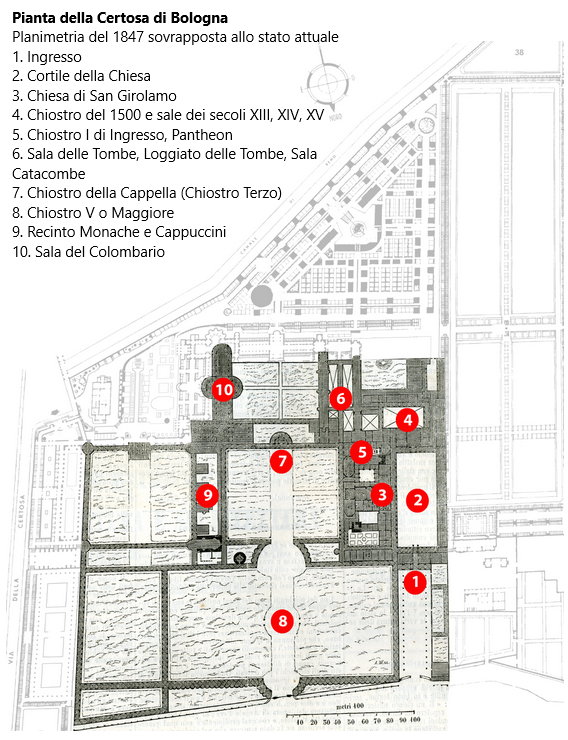 Pianta della Certosa di Bologna
Planimetria del 1847 sovrapposta allo stato attuale
1. Ingresso
2. Cortile della Chiesa
3. Chiesa di San Girolamo
4. Chiostro del 1500 e sale dei secoli XIII, XIV, XV
5. Chiostro I di Ingresso, Pantheon
6. Sala delle Tombe, Loggiato delle Tombe, Sala
Catacombe
7. Chiostro della Cappella (Chiostro Terzo)
8. Chiostro V o Maggiore
9. Recinto Monache e Cappuccini
10. Sala del Colombario
38
10
6
4
5
7
3
9
2
1
8
VIA DELLA CERTOSA
metri 100
10 20 30 40 50 60 70 80 90 100